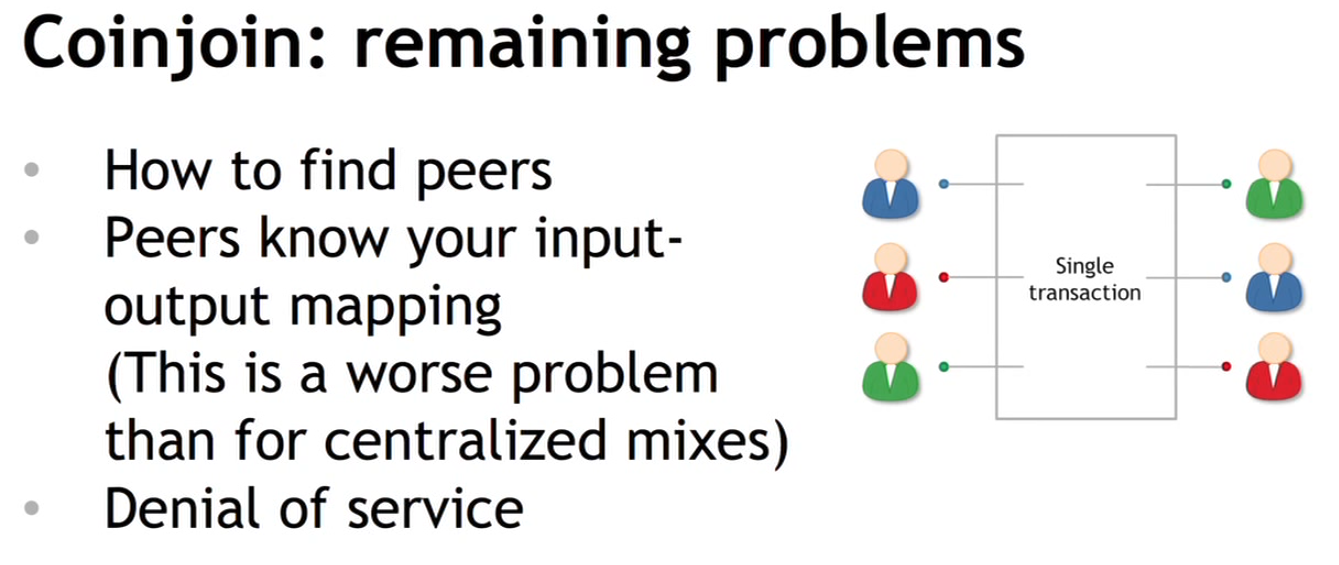 Coinjoin: remaining problems
How to find peers
Peers know your input-
output mapping
(This is a worse problem
than for centralized mixes)
Denial of service
Single
transaction